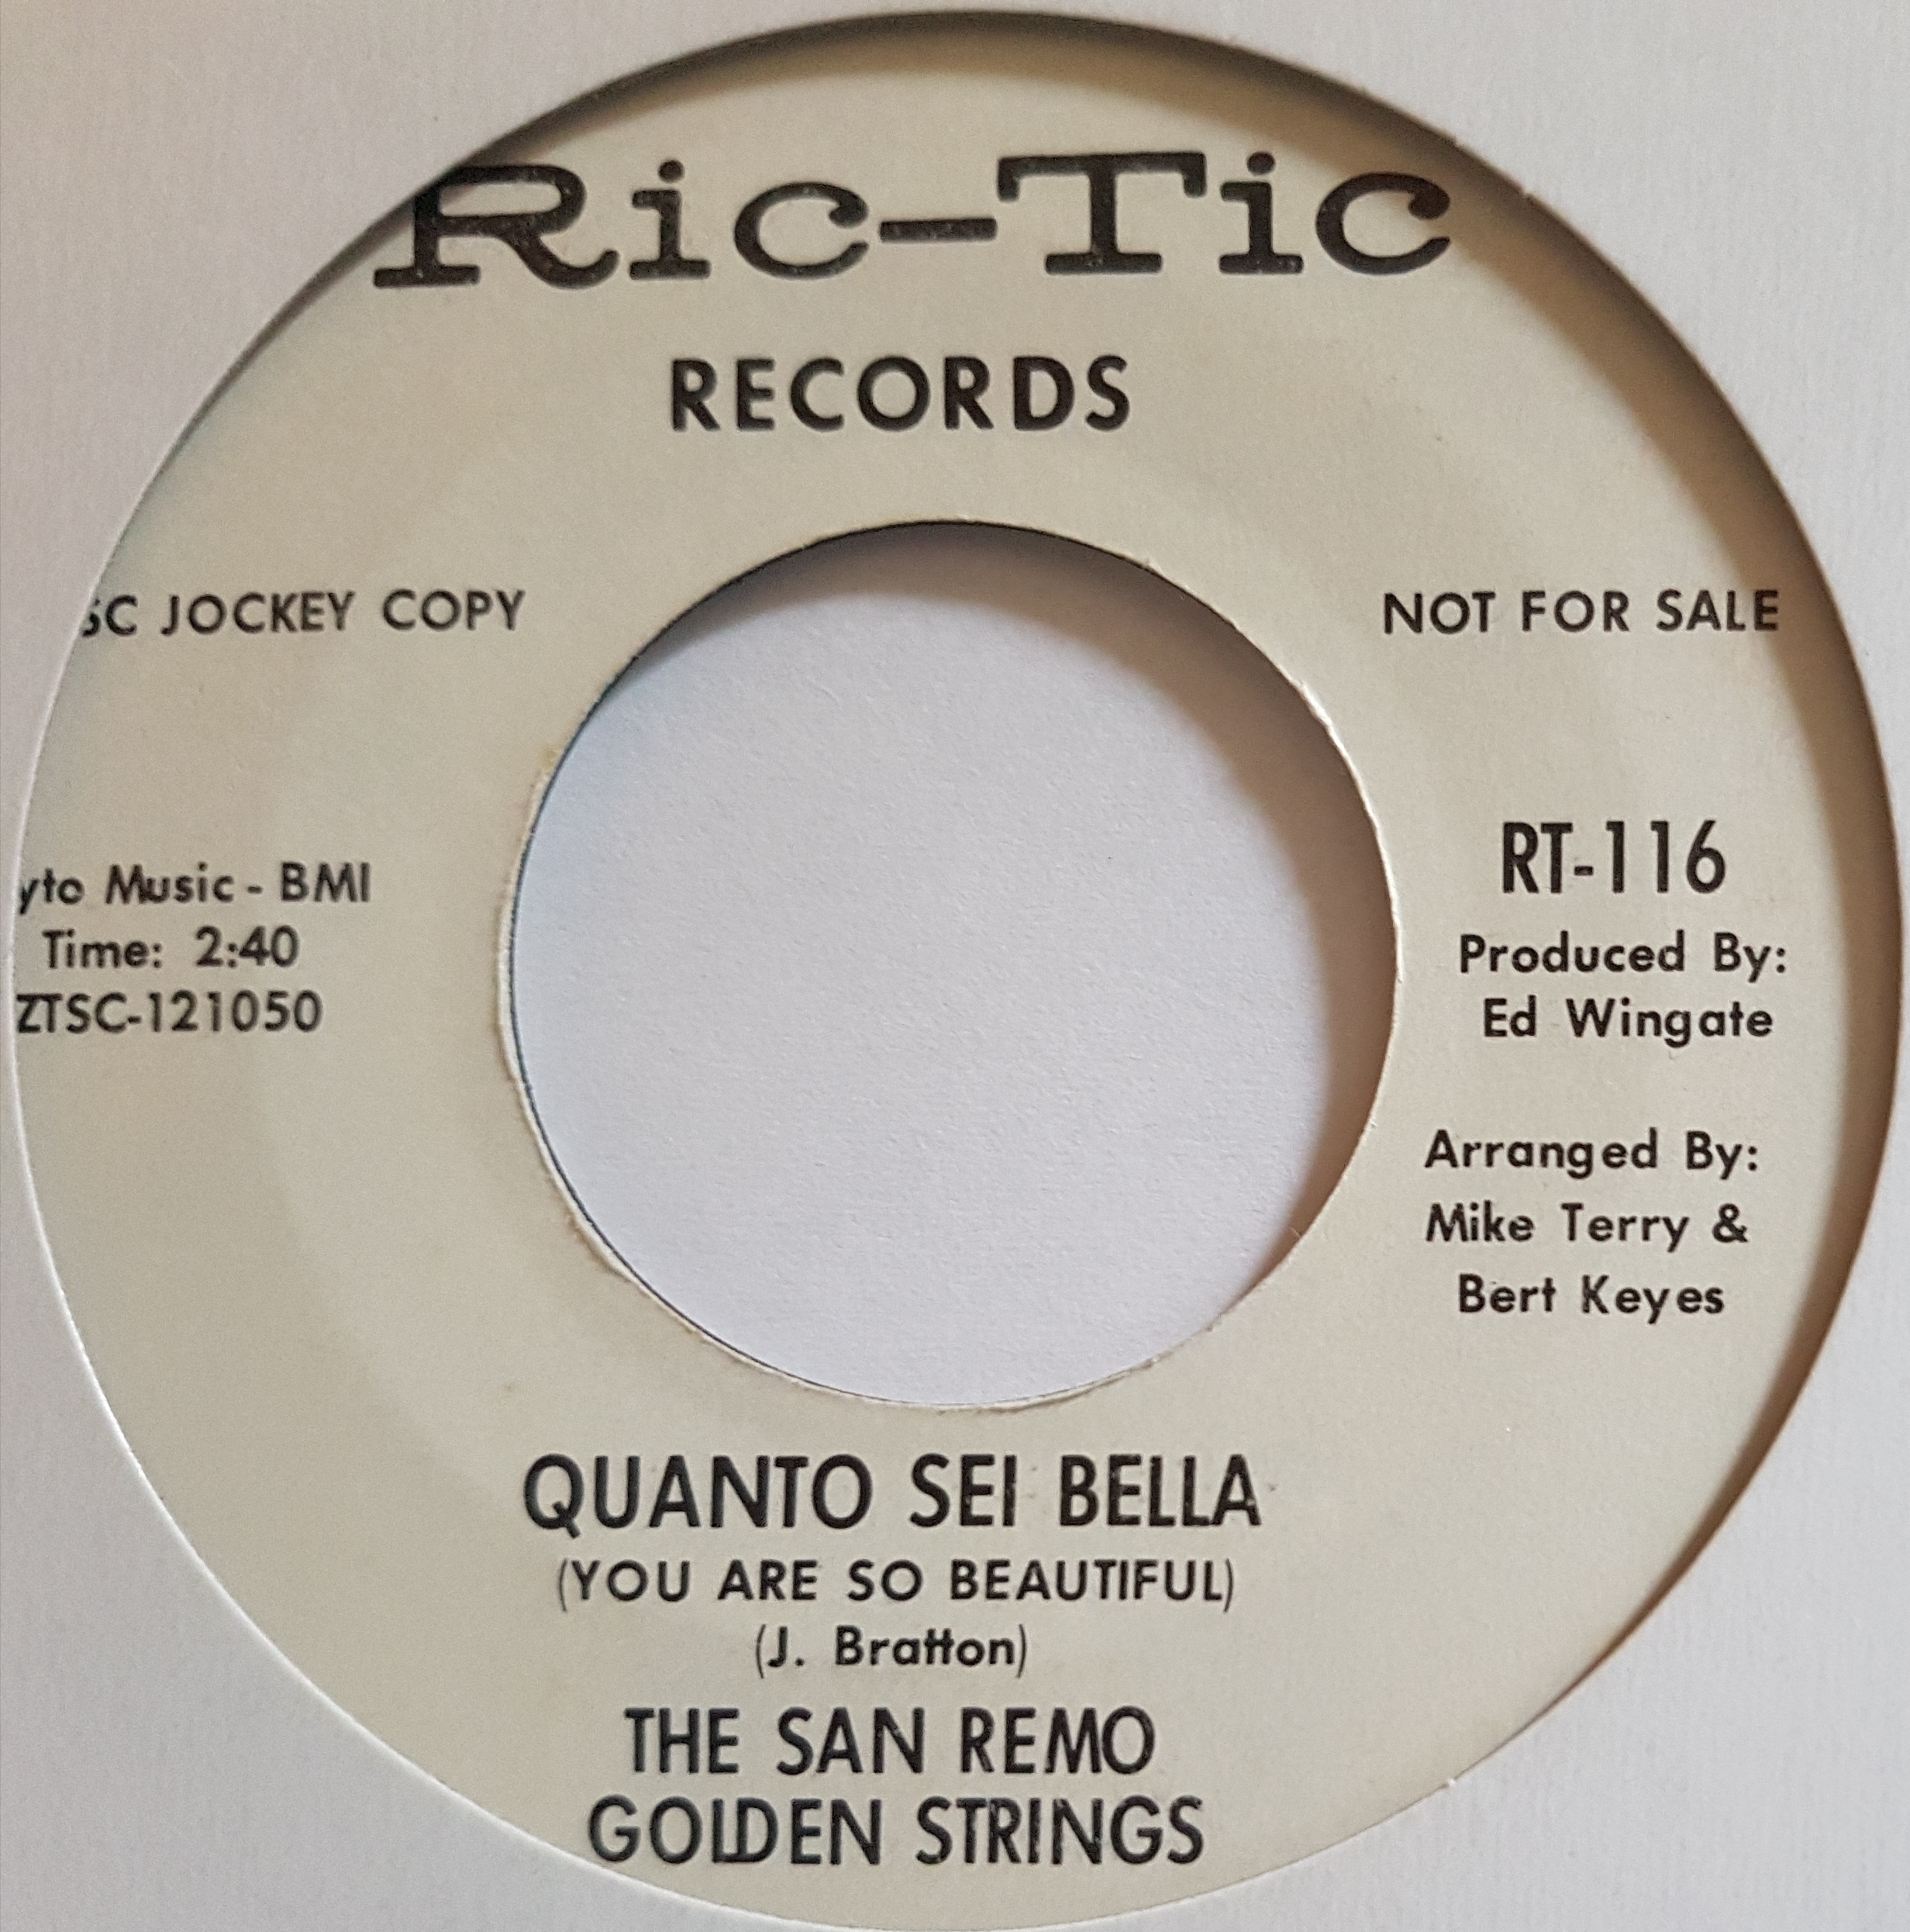 Ric-Tic
RECORDS
JOCKEY COPY
NOT FOR SALE
Music - BMI
Time: 2:40
ZTSC-121050
RT-116
Produced By:
Ed Wingate
Arranged By:
Mike Terry &
Bert Keyes
QUANTO SEI BELLA
(YOU ARE SO BEAUTIFUL)
(J. Bratton)
THE SAN REMO
GOLDEN STRINGS